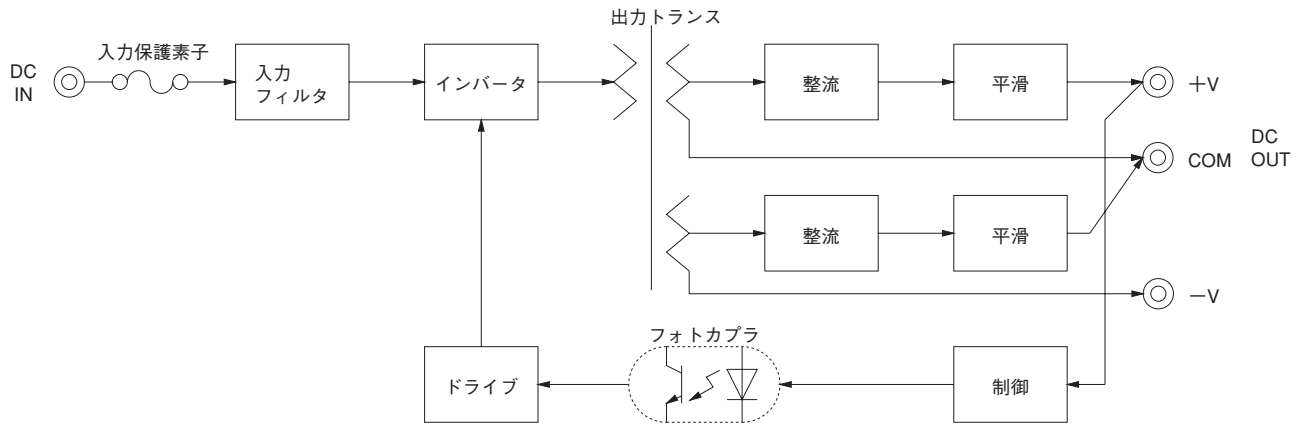 出力トランス
入力保護素子
DC
IN
入力
フィルタ
インバータ
整流
平滑
+V
COM
DC
OUT
整流
平滑
−V
フォトカプラ
ドライブ
制御